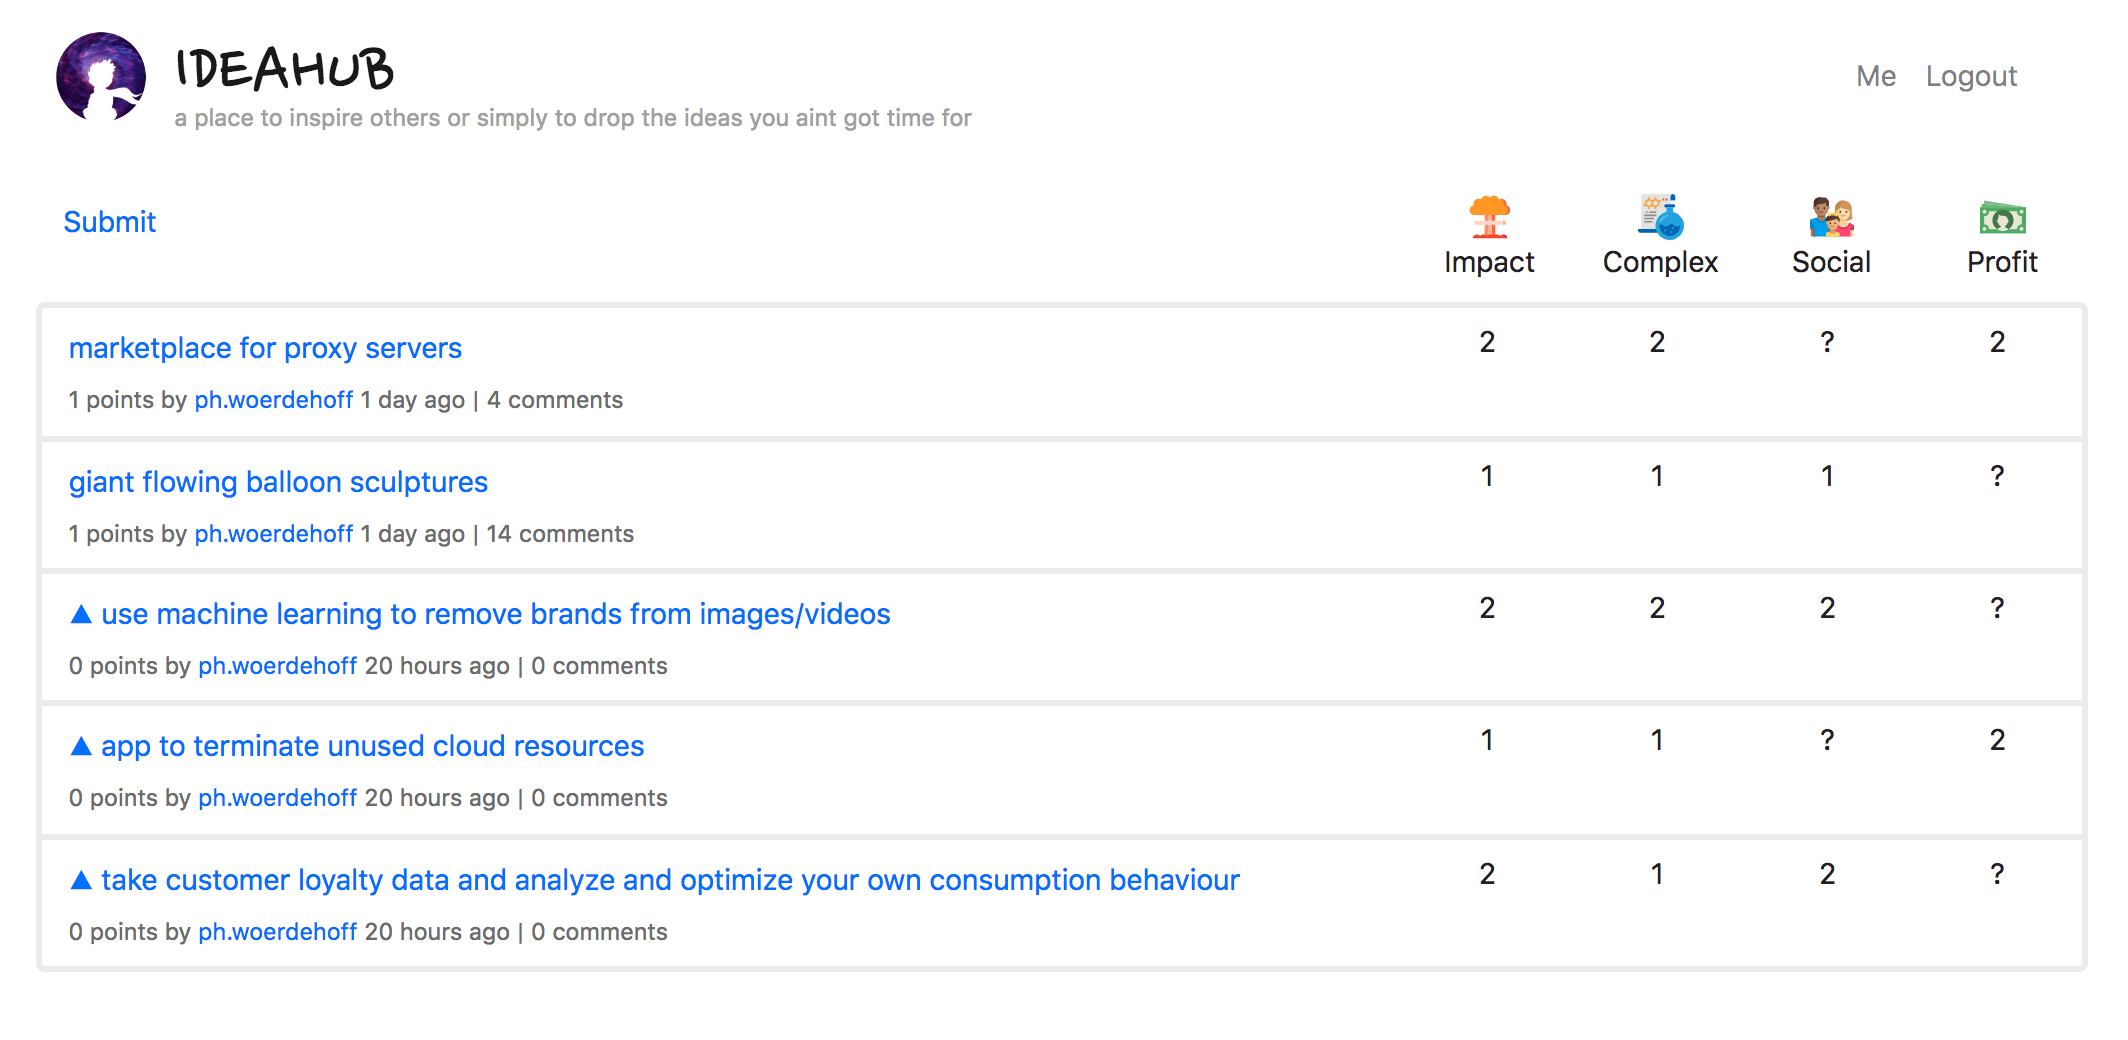 IDEAHUB
a place to inspire others or simply to drop the ideas you aint got time for
Me Logout
Submit
Impact Complex Social Profit
marketplace for proxy servers 2 2 ? 2
1 points by ph.woerdehoff 1 day ago | 4 comments
giant flowing balloon sculptures 1 1 1 ?
1 points by ph.woerdehoff 1 day ago | 14 comments
▲ use machine learning to remove brands from images/videos 2 2 2 ?
0 points by ph.woerdehoff 20 hours ago | 0 comments
▲ app to terminate unused cloud resources 1 1 ? 2
0 points by ph.woerdehoff 20 hours ago | 0 comments
▲ take customer loyalty data and analyze and optimize your own consumption behaviour 2 1 2 ?
0 points by ph.woerdehoff 20 hours ago | 0 comments